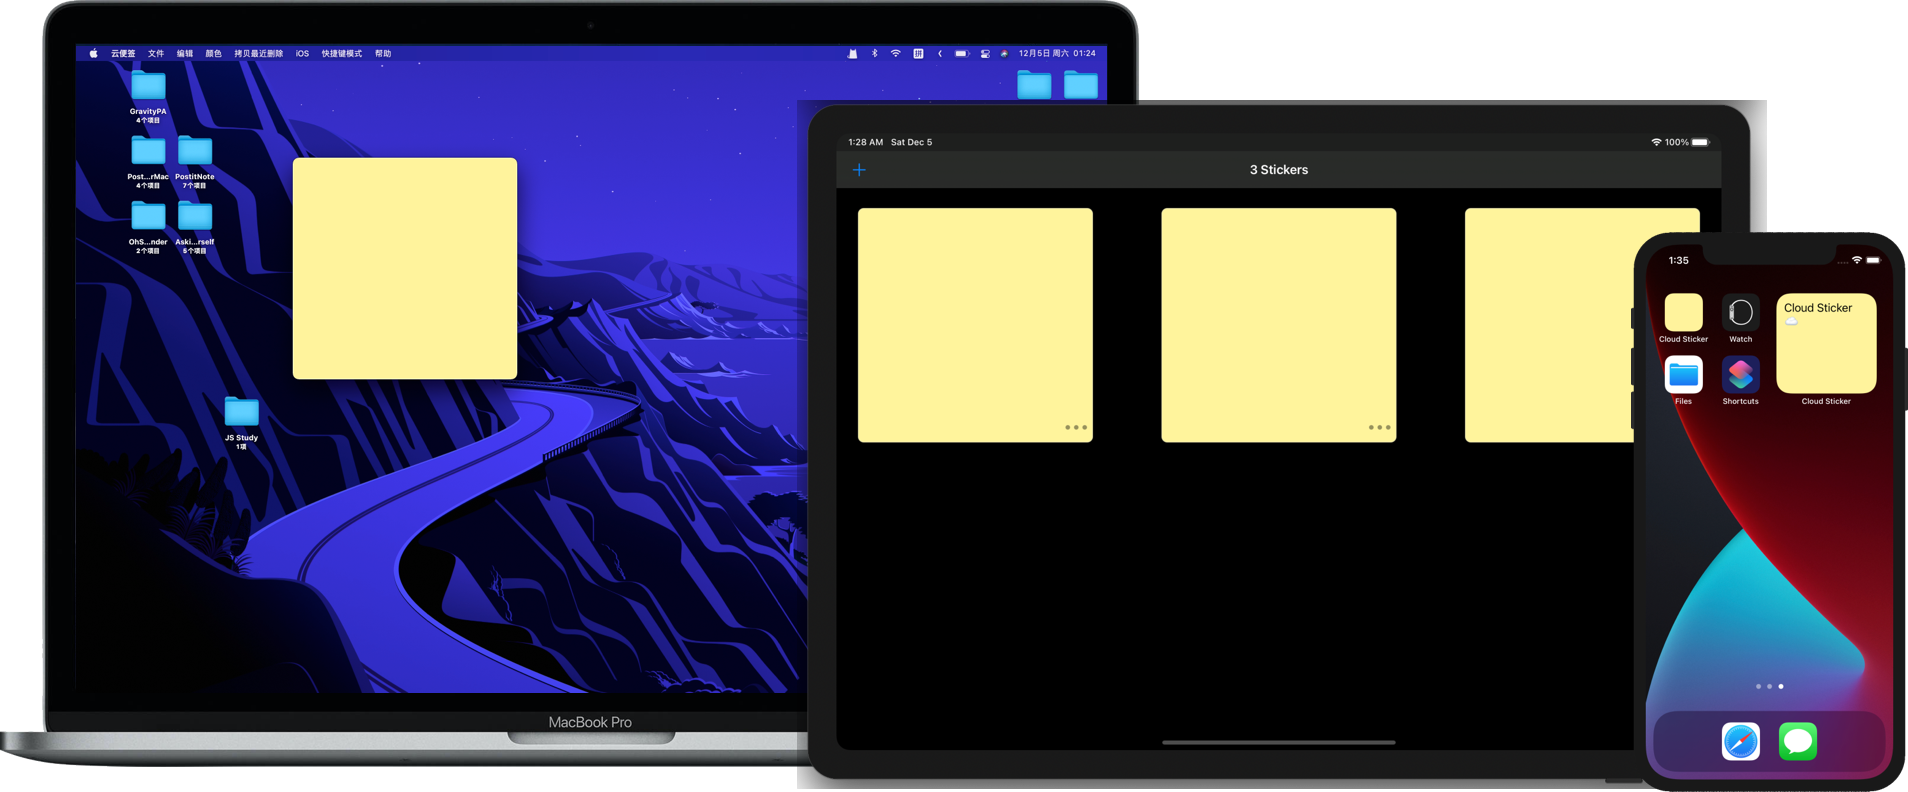 云便签 文件 编辑 颜色 拷贝最近删除 iOS 快捷键模式 帮助
拼
12月5日 周六 01:24
GravityPA
4个项目
Post...rMac
4个项目
PostitNote
7个项目
OhS...nder
2个项目
Aski...rself
5个项目
JS Study
1项
MacBook Pro
1:28 AM Sat Dec 5
100%
3 Stickers
1:35
Cloud Sticker
Watch
Cloud Sticker
Files
Shortcuts
Cloud Sticker